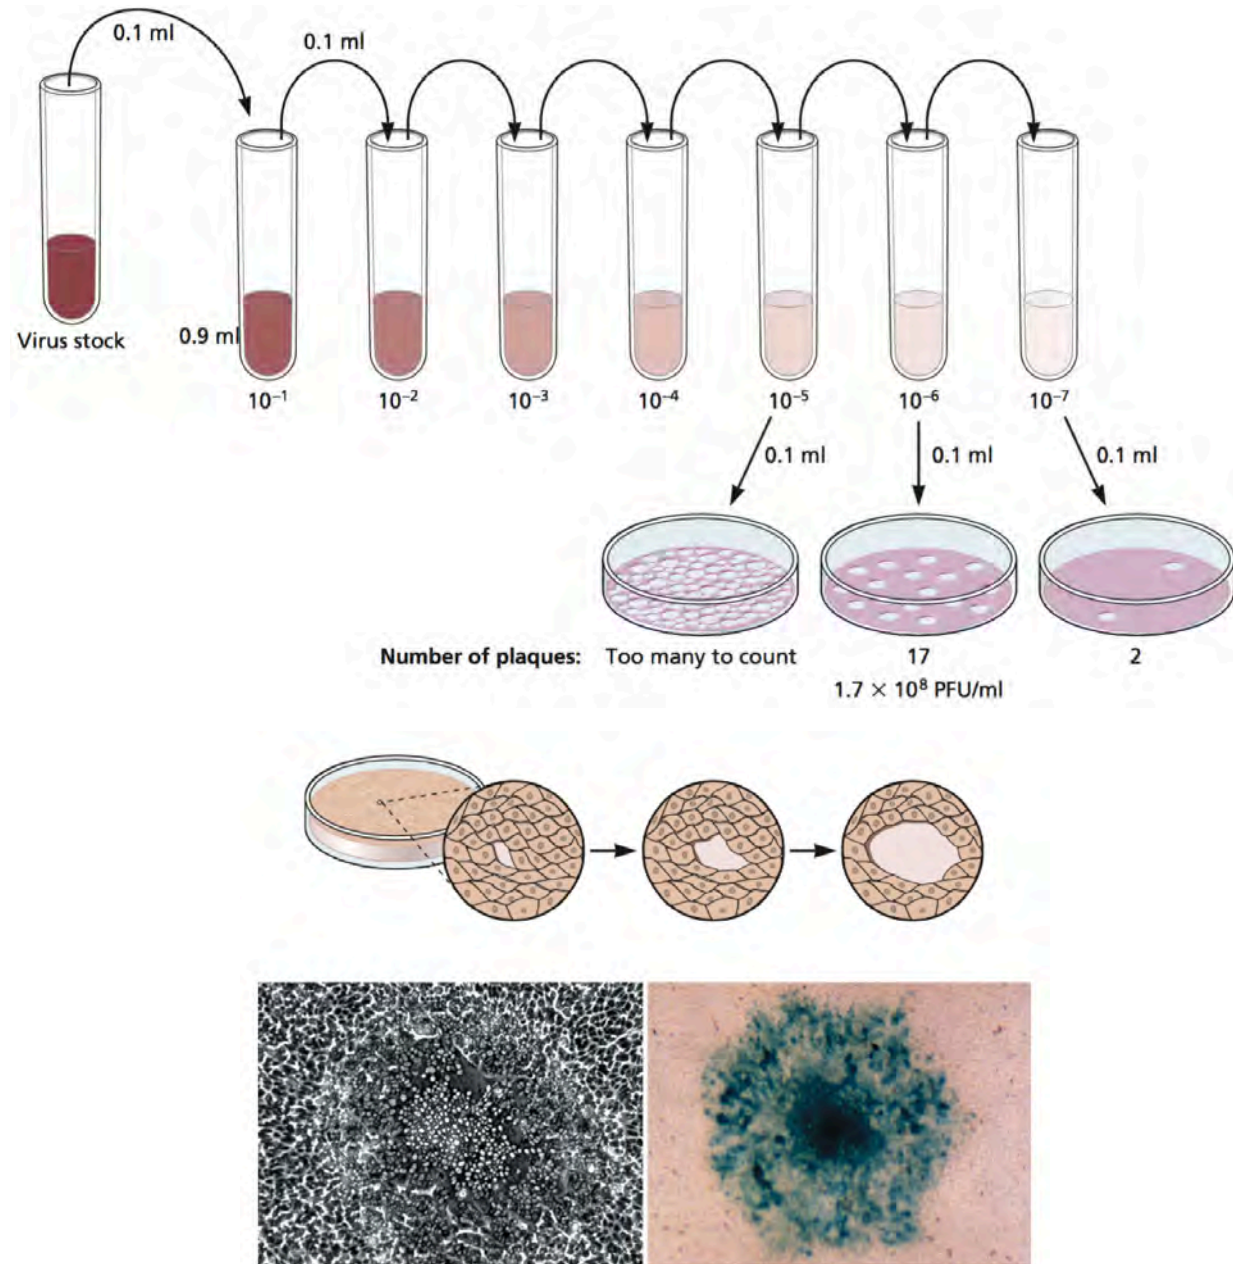 0.1 ml
0.1 ml
Virus stock
0.9 ml
10⁻¹ 10⁻² 10⁻³ 10⁻⁴ 10⁻⁵ 10⁻⁶ 10⁻⁷
0.1 ml 0.1 ml 0.1 ml
Number of plaques: Too many to count 17 2
1.7 × 10⁸ PFU/ml